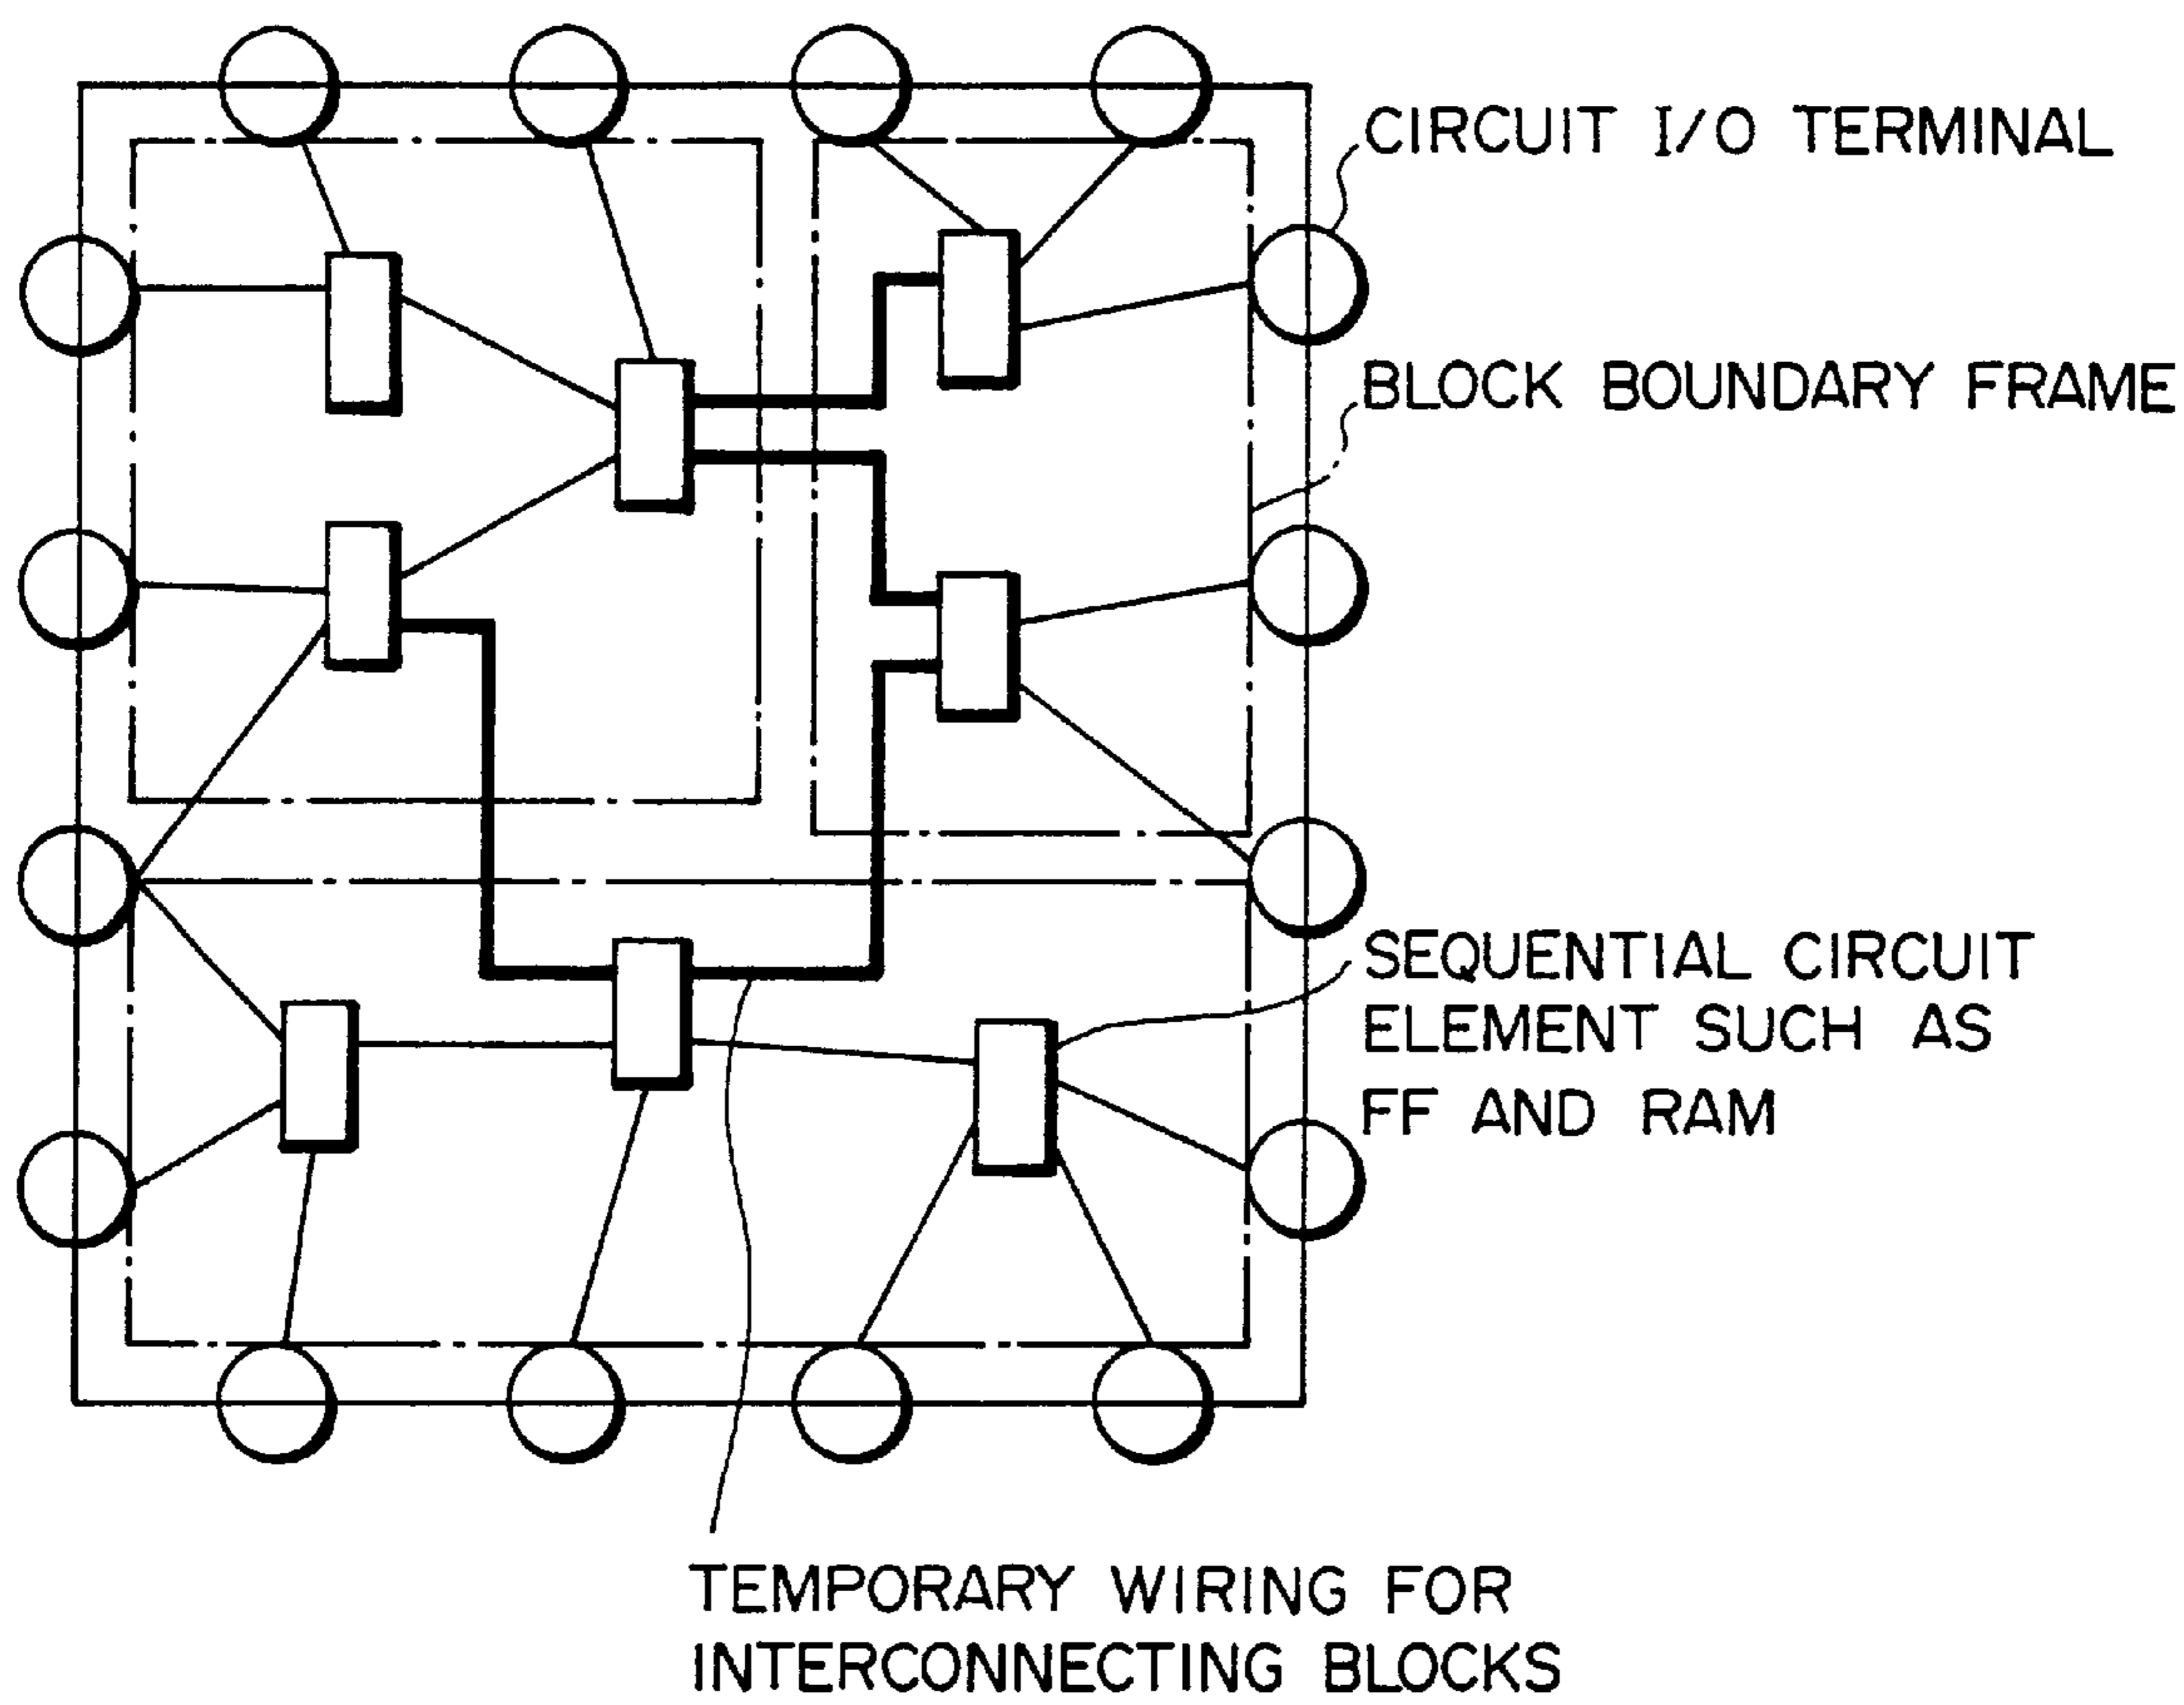 CIRCUIT I/O TERMINAL
BLOCK BOUNDARY FRAME
SEQUENTIAL CIRCUIT
ELEMENT SUCH AS
FF AND RAM
TEMPORARY WIRING FOR
INTERCONNECTING BLOCKS